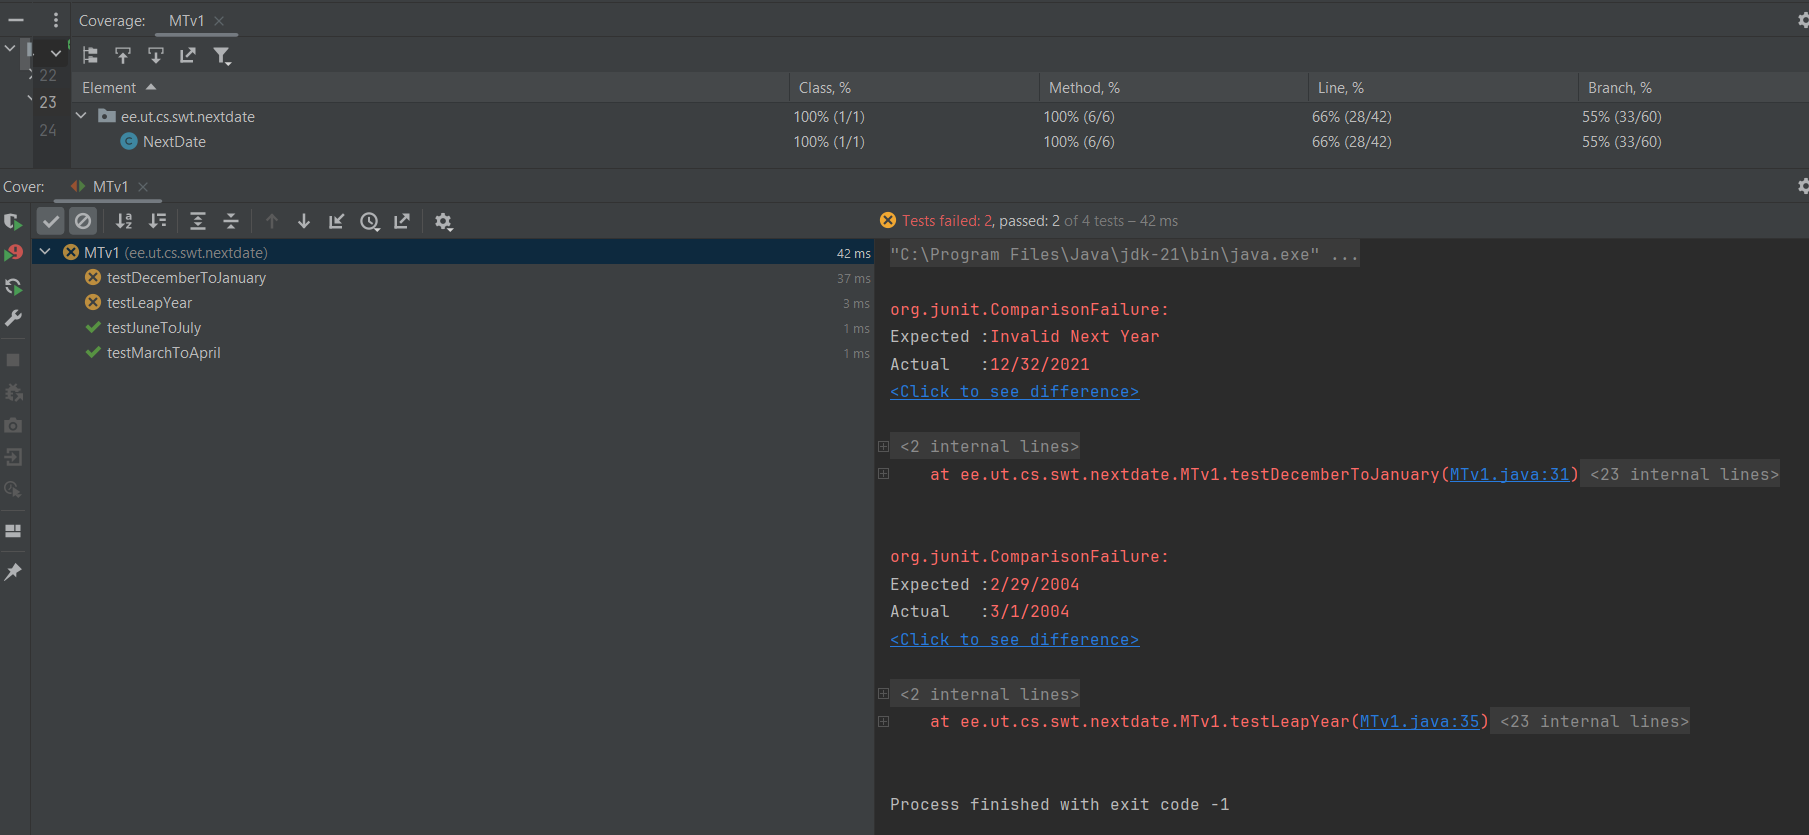 Coverage: MTv1
22
23
24
Element Class, % Method, % Line, % Branch, %
ee.ut.cs.swt.nextdate 100% (1/1) 100% (6/6) 66% (28/42) 55% (33/60)
NextDate 100% (1/1) 100% (6/6) 66% (28/42) 55% (33/60)
Cover: MTv1
Tests failed: 2, passed: 2 of 4 tests – 42 ms
MTv1 (ee.ut.cs.swt.nextdate) 42 ms
testDecemberToJanuary 37 ms
testLeapYear 3 ms
testJuneToJuly 1 ms
testMarchToApril 1 ms
"C:\Program Files\Java\jdk-21\bin\java.exe" ...
org.junit.ComparisonFailure:
Expected :Invalid Next Year
Actual :12/32/2021
<Click to see difference>
<2 internal lines>
at ee.ut.cs.swt.nextdate.MTv1.testDecemberToJanuary(MTv1.java:31) <23 internal lines>
org.junit.ComparisonFailure:
Expected :2/29/2004
Actual :3/1/2004
<Click to see difference>
<2 internal lines>
at ee.ut.cs.swt.nextdate.MTv1.testLeapYear(MTv1.java:35) <23 internal lines>
Process finished with exit code -1